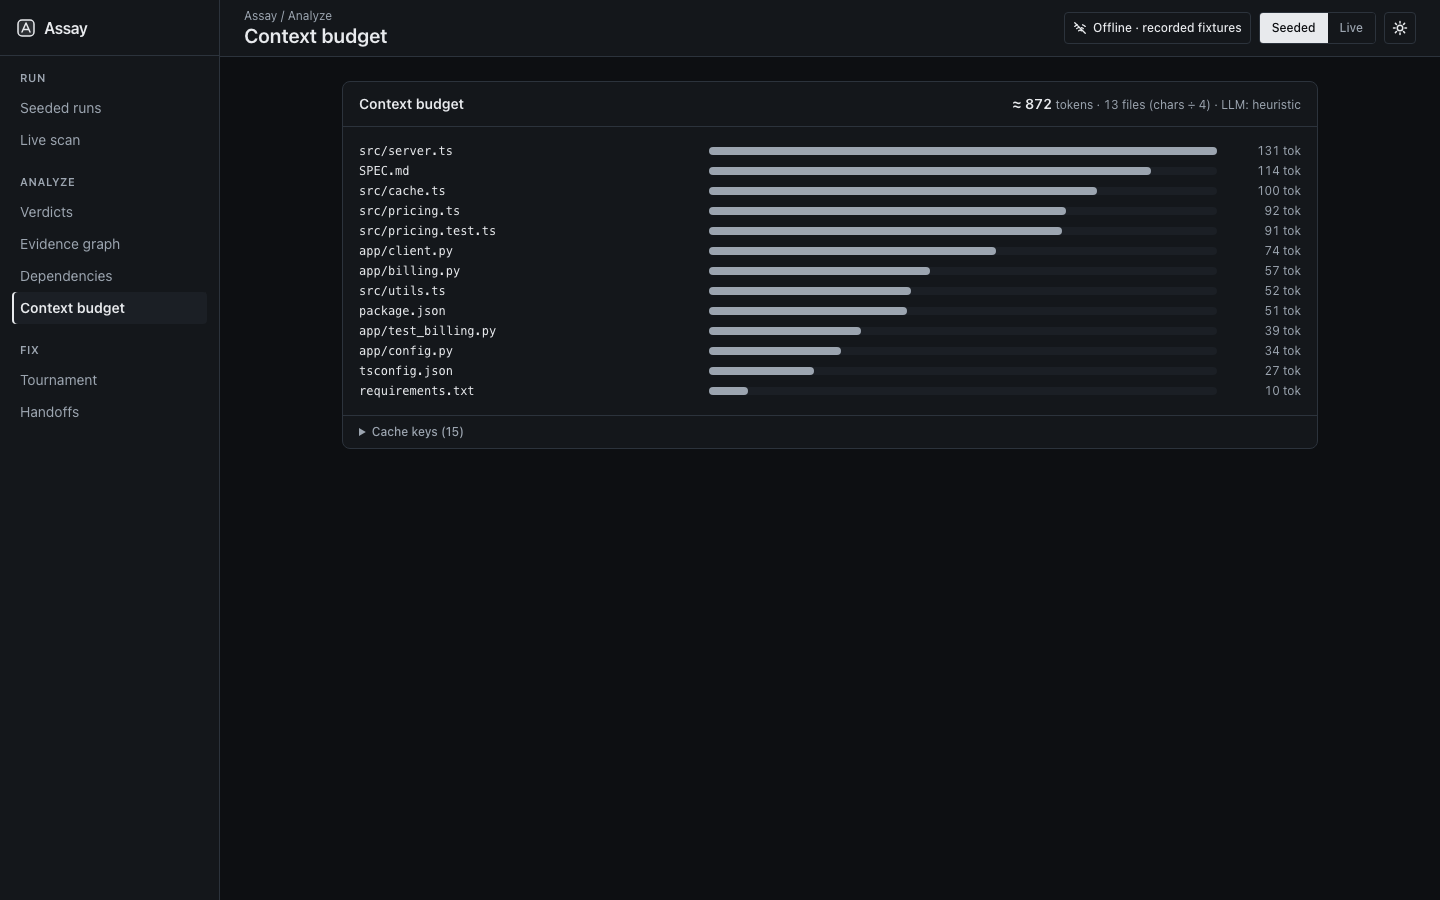 Assay
RUN
Seeded runs
Live scan
ANALYZE
Verdicts
Evidence graph
Dependencies
Context budget
FIX
Tournament
Handoffs
Assay / Analyze
Context budget
Offline · recorded fixtures
Seeded
Live
Context budget
≈ 872 tokens · 13 files (chars ÷ 4) · LLM: heuristic
src/server.ts 131 tok
SPEC.md 114 tok
src/cache.ts 100 tok
src/pricing.ts 92 tok
src/pricing.test.ts 91 tok
app/client.py 74 tok
app/billing.py 57 tok
src/utils.ts 52 tok
package.json 51 tok
app/test_billing.py 39 tok
app/config.py 34 tok
tsconfig.json 27 tok
requirements.txt 10 tok
Cache keys (15)